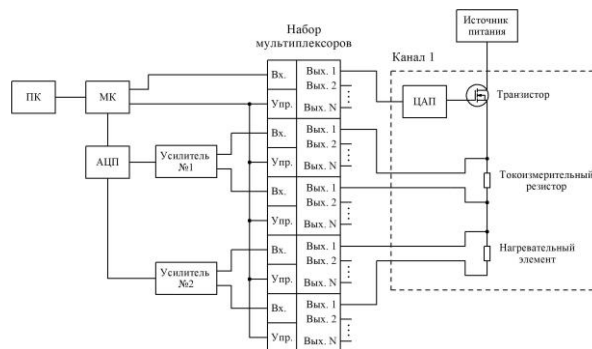 Источник
питания
Набор
мультиплексоров
Канал 1
ПК
МК
Вх.
Вых. 1
Вых. 2
Упр.
Вых. N
ЦАП
Транзистор
Вх.
Вых. 1
Вых. 2
Упр.
Вых. N
АЦП
Усилитель
№1
Вх.
Вых. 1
Вых. 2
Упр.
Вых. N
Токоизмерительный
резистор
Вх.
Вых. 1
Вых. 2
Упр.
Вых. N
Нагревательный
элемент
Усилитель
№2
Вх.
Вых. 1
Вых. 2
Упр.
Вых. N